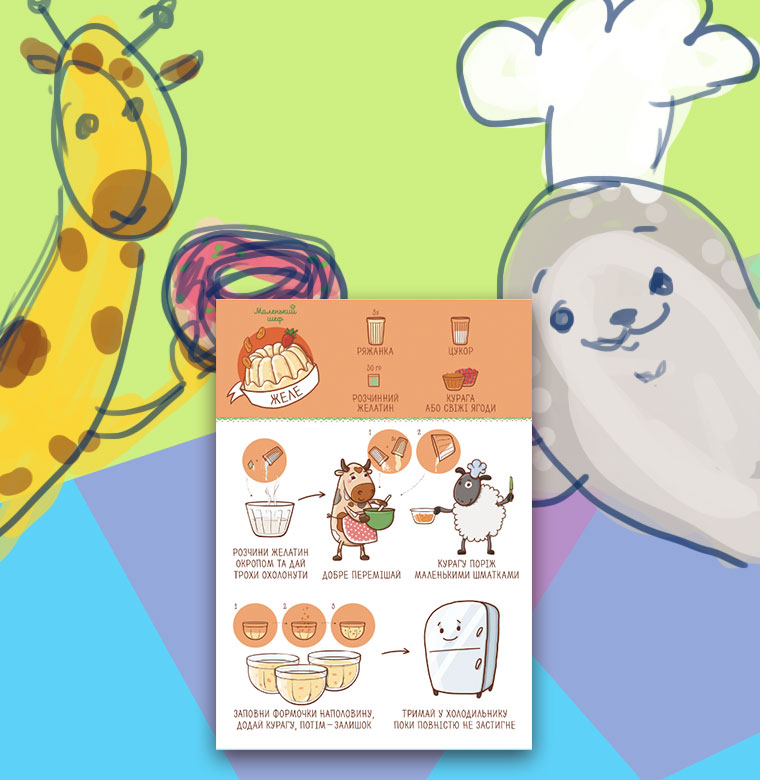 Маленький
шеф
ЖЕЛЕ
3х
РЯЖАНКА
ЦУКОР
30 гр
РОЗЧИННИЙ
ЖЕЛАТИН
КУРАГА
АБО СВІЖІ ЯГОДИ
РОЗЧИНИ ЖЕЛАТИН
ОКРОПОМ ТА ДАЙ
ТРОХИ ОХОЛОНУТИ
1
2
ДОБРЕ ПЕРЕМІШАЙ
КУРАГУ ПОРІЖ
МАЛЕНЬКИМИ ШМАТКАМИ
1
2
3
ЗАПОВНИ ФОРМОЧКИ НАПОЛОВИНУ,
ДОДАЙ КУРАГУ, ПОТІМ – ЗАЛИШОК
ТРИМАЙ У ХОЛОДИЛЬНИКУ
ПОКИ ПОВНІСТЮ НЕ ЗАСТИГНЕ